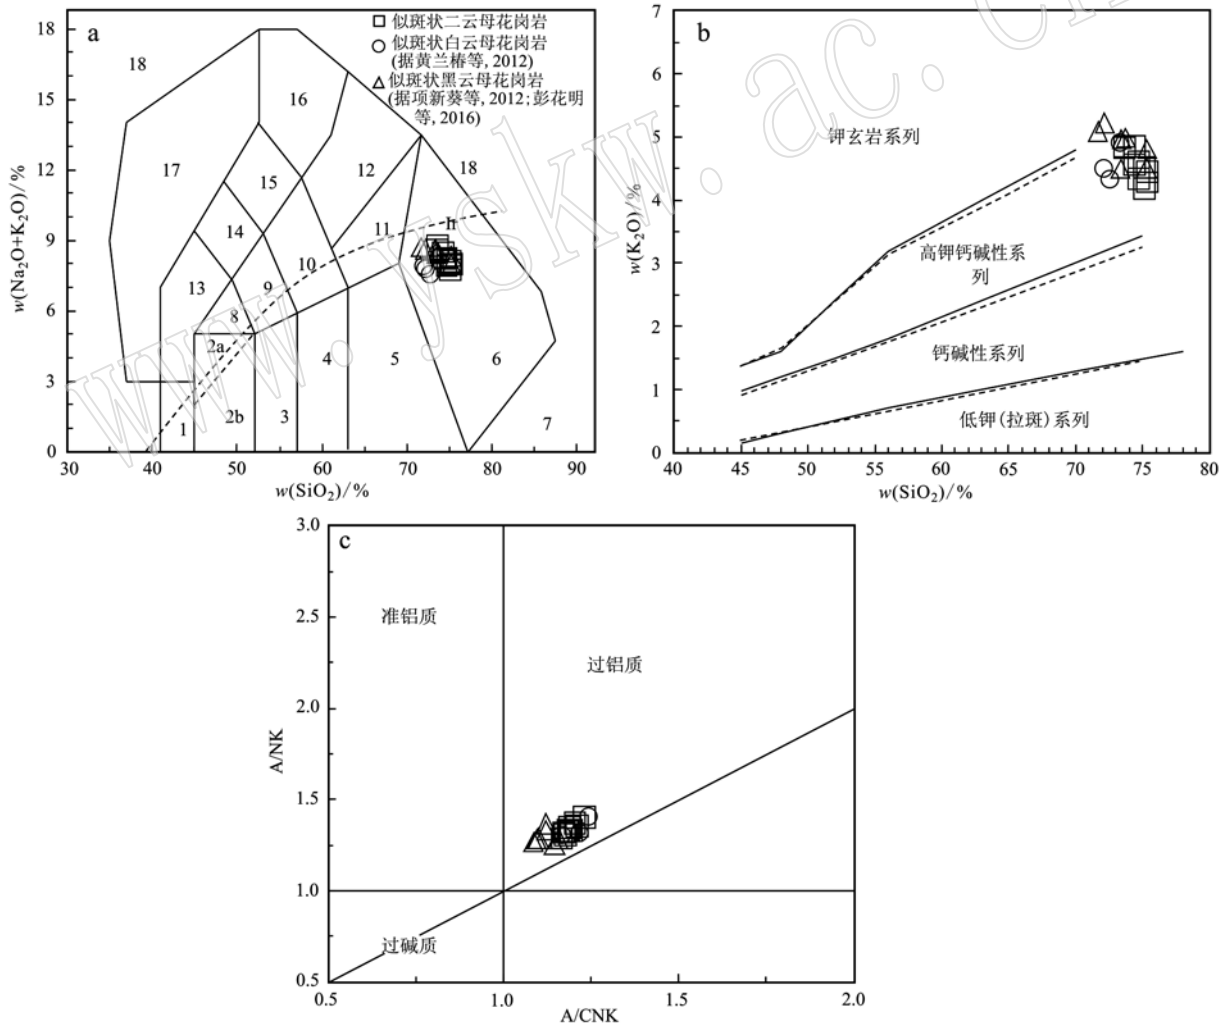 a
□ 似斑状二云母花岗岩
○ 似斑状白云母花岗岩
(据黄兰椿等, 2012)
△ 似斑状黑云母花岗岩
(据项新葵等, 2012; 彭花明
等, 2016)
w(Na2O+K2O)/%
18
15
12
9
6
3
0
18
16
17
15
12
18
14
11
h
10
13
9
8
2a
4
5
6
1
2b
3
7
30
40
50
60
70
80
90
w(SiO2)/%
b
w(K2O)/%
7
6
5
4
3
2
1
0
钾玄岩系列
高钾钙碱性系
列
钙碱性系列
低钾(拉斑)系列
40
45
50
55
60
65
70
75
80
w(SiO2)/%
c
A/NK
3.0
2.5
2.0
1.5
1.0
0.5
准铝质
过铝质
过碱质
0.5
1.0
1.5
2.0
A/CNK
www.yskw.ac.cn